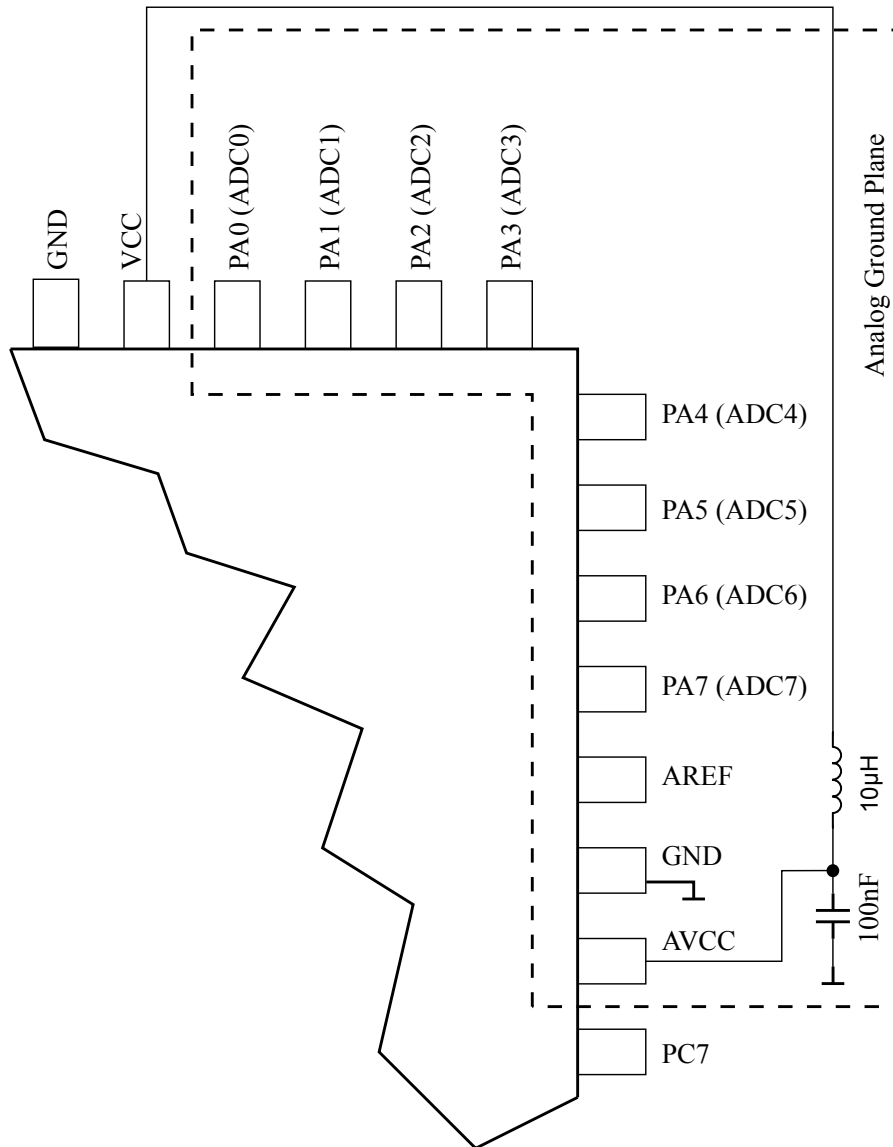 GND
VCC
PA0 (ADC0)
PA1 (ADC1)
PA2 (ADC2)
PA3 (ADC3)
Analog Ground Plane
PA4 (ADC4)
PA5 (ADC5)
PA6 (ADC6)
PA7 (ADC7)
AREF
10µH
GND
100nF
AVCC
PC7